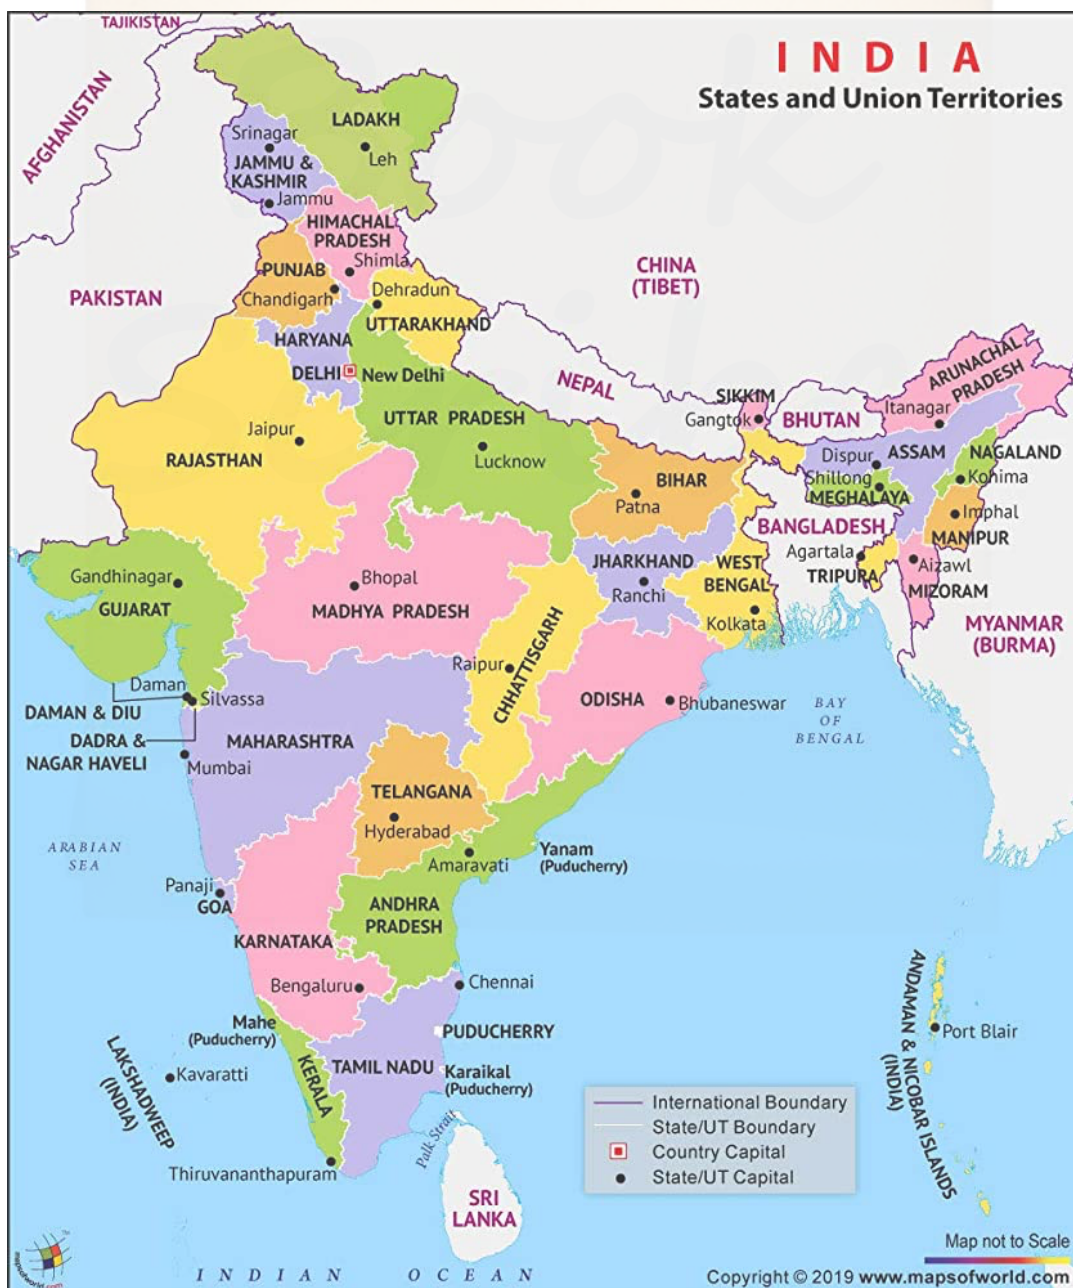 TAJIKISTAN
INDIA
States and Union Territories
AFGHANISTAN
LADAKH
Srinagar
Leh
JAMMU &
KASHMIR
Jammu
HIMACHAL
PRADESH
Shimla
PUNJAB
Chandigarh
CHINA
(TIBET)
PAKISTAN
Dehradun
UTTARAKHAND
HARYANA
DELHI
New Delhi
NEPAL
SIKKIM
Gangtok
BHUTAN
ARUNACHAL
PRADESH
Itanagar
UTTAR PRADESH
Jaipur
RAJASTHAN
Lucknow
BIHAR
Patna
Dispur
ASSAM
NAGALAND
Shillong
Kohima
MEGHALAYA
Imphal
BANGLADESH
MANIPUR
Agartala
TRIPURA
Aizawl
MIZORAM
JHARKHAND
Ranchi
WEST
BENGAL
Kolkata
Gandhinagar
GUJARAT
Bhopal
MADHYA PRADESH
MYANMAR
(BURMA)
CHHATTISGARH
Raipur
ODISHA
Bhubaneswar
Daman
Silvassa
DAMAN & DIU
DADRA &
NAGAR HAVELI
MAHARASHTRA
Mumbai
BAY
OF
BENGAL
TELANGANA
Hyderabad
ARABIAN
SEA
Amaravati
Yanam
(Puducherry)
Panaji
GOA
ANDHRA
PRADESH
KARNATAKA
Bengaluru
Chennai
Mahe
(Puducherry)
PUDUCHERRY
LAKSHADWEEP
(INDIA)
Kavaratti
KERALA
TAMIL NADU
Karaikal
(Puducherry)
ANDAMAN & NICOBAR ISLANDS
(INDIA)
Port Blair
Thiruvananthapuram
Palk Strait
SRI
LANKA
International Boundary
State/UT Boundary
Country Capital
State/UT Capital
INDIAN OCEAN
mapsofworld.com
Map not to Scale
Copyright © 2019 www.mapsofworld.com